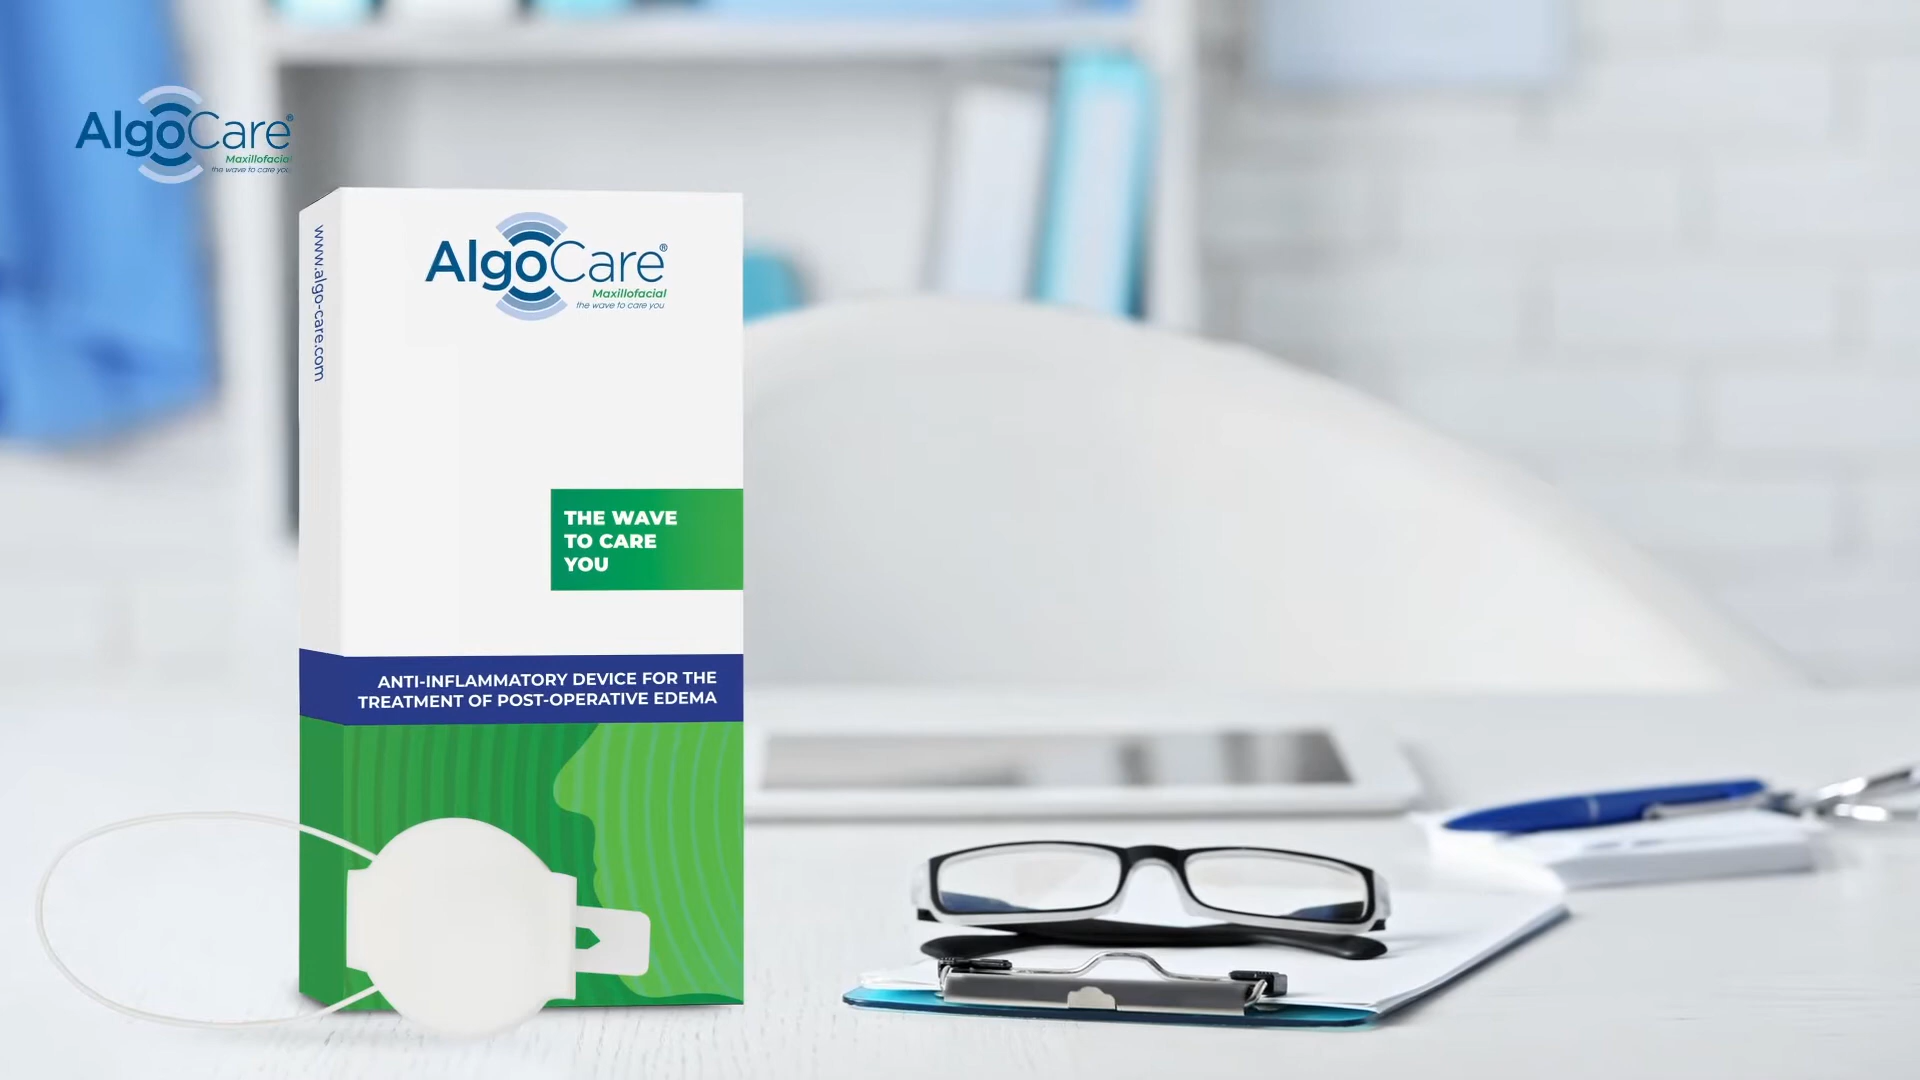 AlgoCare®
Maxillofacial
the wave to care you
www.algo-care.com
AlgoCare®
Maxillofacial
the wave to care you
THE WAVE
TO CARE
YOU
ANTI-INFLAMMATORY DEVICE FOR THE
TREATMENT OF POST-OPERATIVE EDEMA